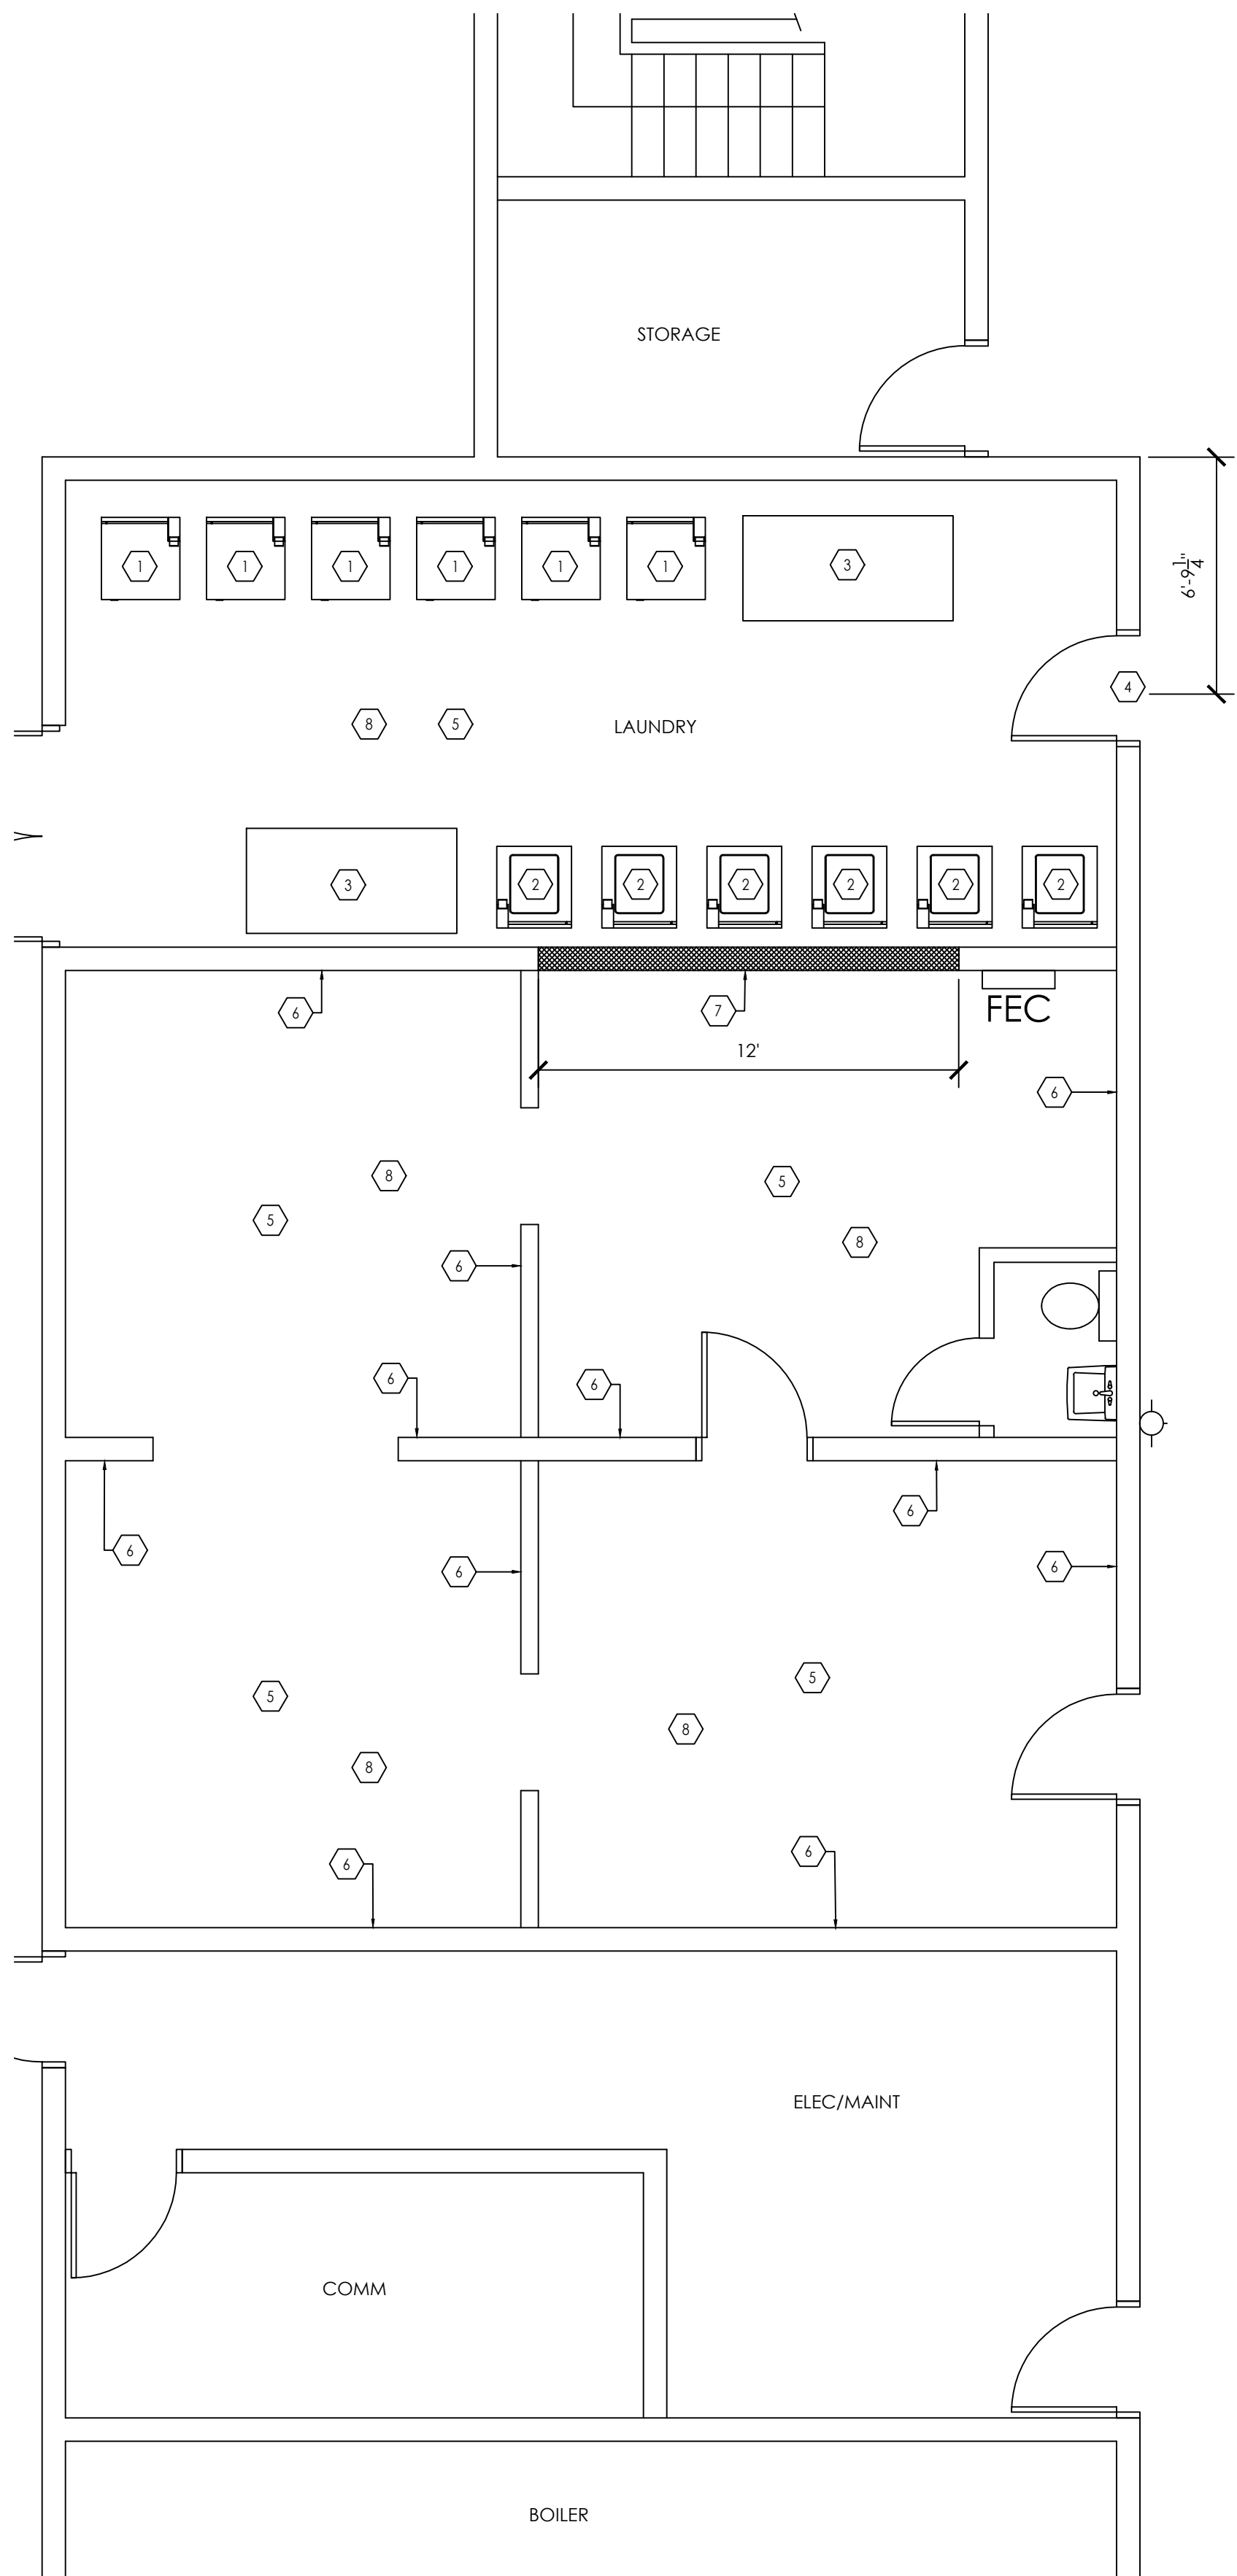 STORAGE
1 1 1 1 1 1 3
6'-9 1/4"
4
8 5 LAUNDRY
3 2 2 2 2 2 2
6 7 FEC
12'
6
8 5
5 8
6
6 6
6
6 6 6
5 5
8 8
6 6
ELEC/MAINT
COMM
BOILER